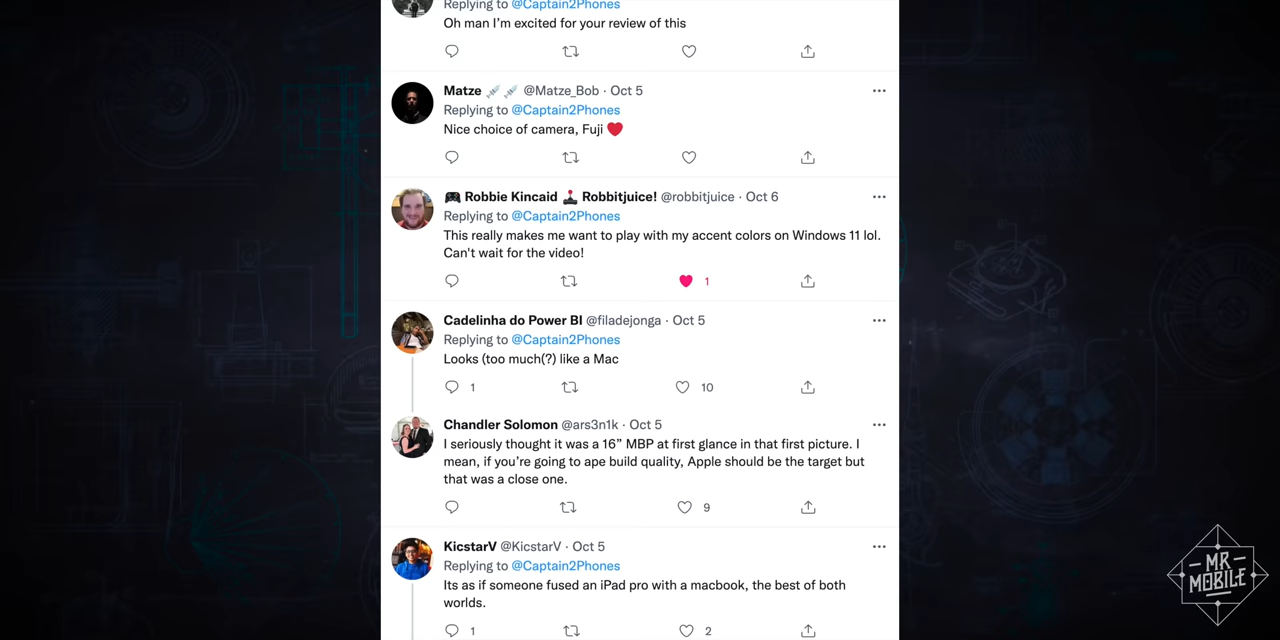 Replying to @Captain2Phones
Oh man I'm excited for your review of this
Matze 💉 💉 @Matze_Bob · Oct 5
Replying to @Captain2Phones
Nice choice of camera, Fuji ❤️
🎮 Robbie Kincaid 🕹️ Robbitjuice! @robbitjuice · Oct 6
Replying to @Captain2Phones
This really makes me want to play with my accent colors on Windows 11 lol.
Can't wait for the video!
1
Cadelinha do Power BI @filadejonga · Oct 5
Replying to @Captain2Phones
Looks (too much(?) like a Mac
1 10
Chandler Solomon @ars3n1k · Oct 5
I seriously thought it was a 16” MBP at first glance in that first picture. I
mean, if you’re going to ape build quality, Apple should be the target but
that was a close one.
9
KicstarV @KicstarV · Oct 5
Replying to @Captain2Phones
Its as if someone fused an iPad pro with a macbook, the best of both
worlds.
1 2
MR
MOBILE